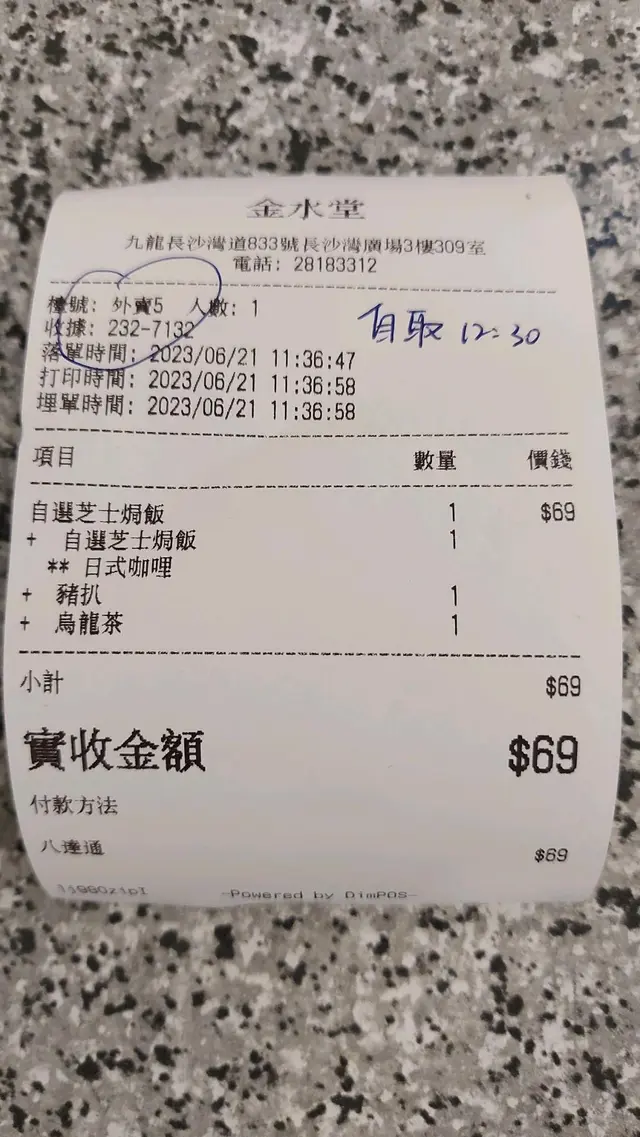 金水堂
九龍長沙灣道833號長沙灣廣場3樓309室
電話: 28183312
檯號: 外賣5 人數: 1
自取 12:30
收據: 232-7132
落單時間: 2023/06/21 11:36:47
打印時間: 2023/06/21 11:36:58
埋單時間: 2023/06/21 11:36:58
項目 數量 價錢
自選芝士焗飯 1 $69
+ 自選芝士焗飯 1
** 日式咖哩
+ 豬扒 1
+ 烏龍茶 1
小計 $69
實收金額 $69
付款方法
八達通 $69
-Powered by DimPOS-